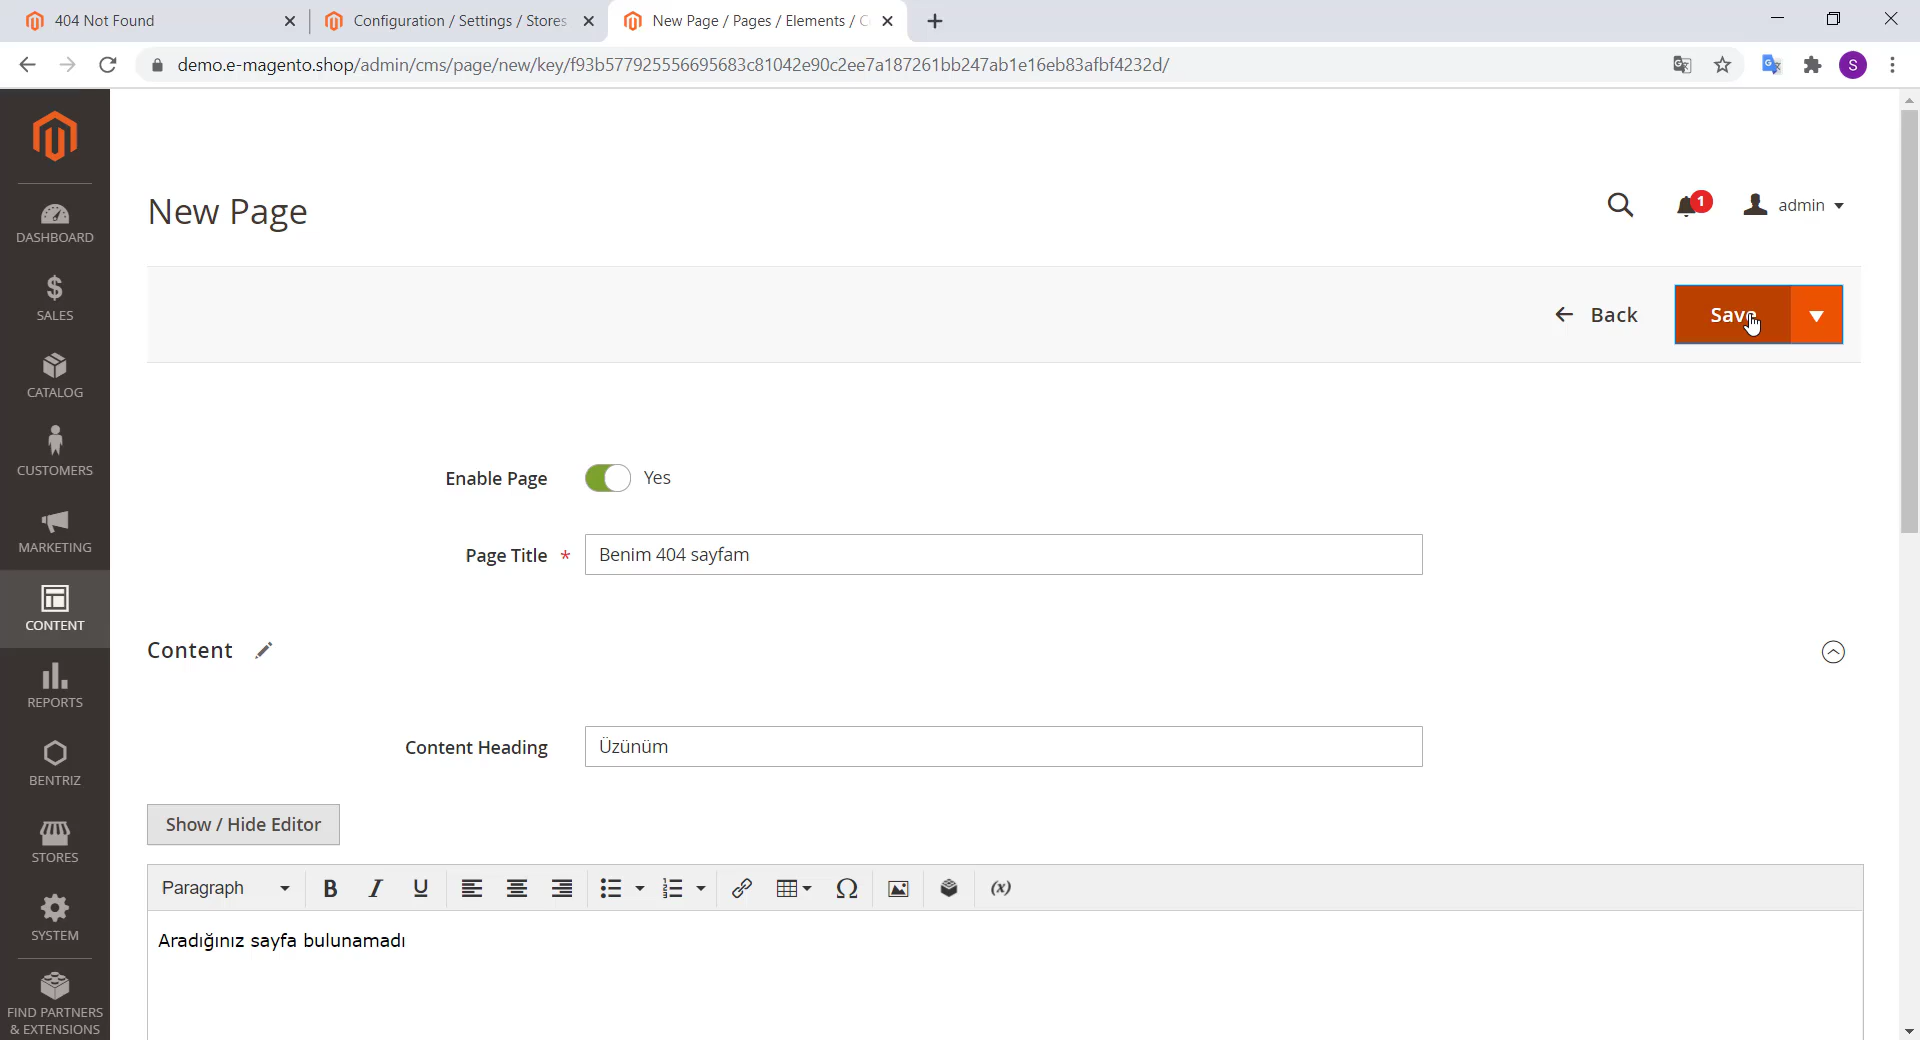 404 Not Found
Configuration / Settings / Stores
New Page / Pages / Elements / C
demo.e-magento.shop/admin/cms/page/new/key/f93b577925556695683c81042e90c2ee7a187261bb247ab1e16eb83afbf4232d/
S
New Page
1
admin
DASHBOARD
SALES
Back
Save
CATALOG
CUSTOMERS
Enable Page
Yes
MARKETING
Page Title *
Benim 404 sayfam
CONTENT
Content
REPORTS
Content Heading
Üzünüm
BENTRIZ
Show / Hide Editor
STORES
Paragraph
B I U
Ω
(x)
SYSTEM
Aradığınız sayfa bulunamadı
FIND PARTNERS
& EXTENSIONS